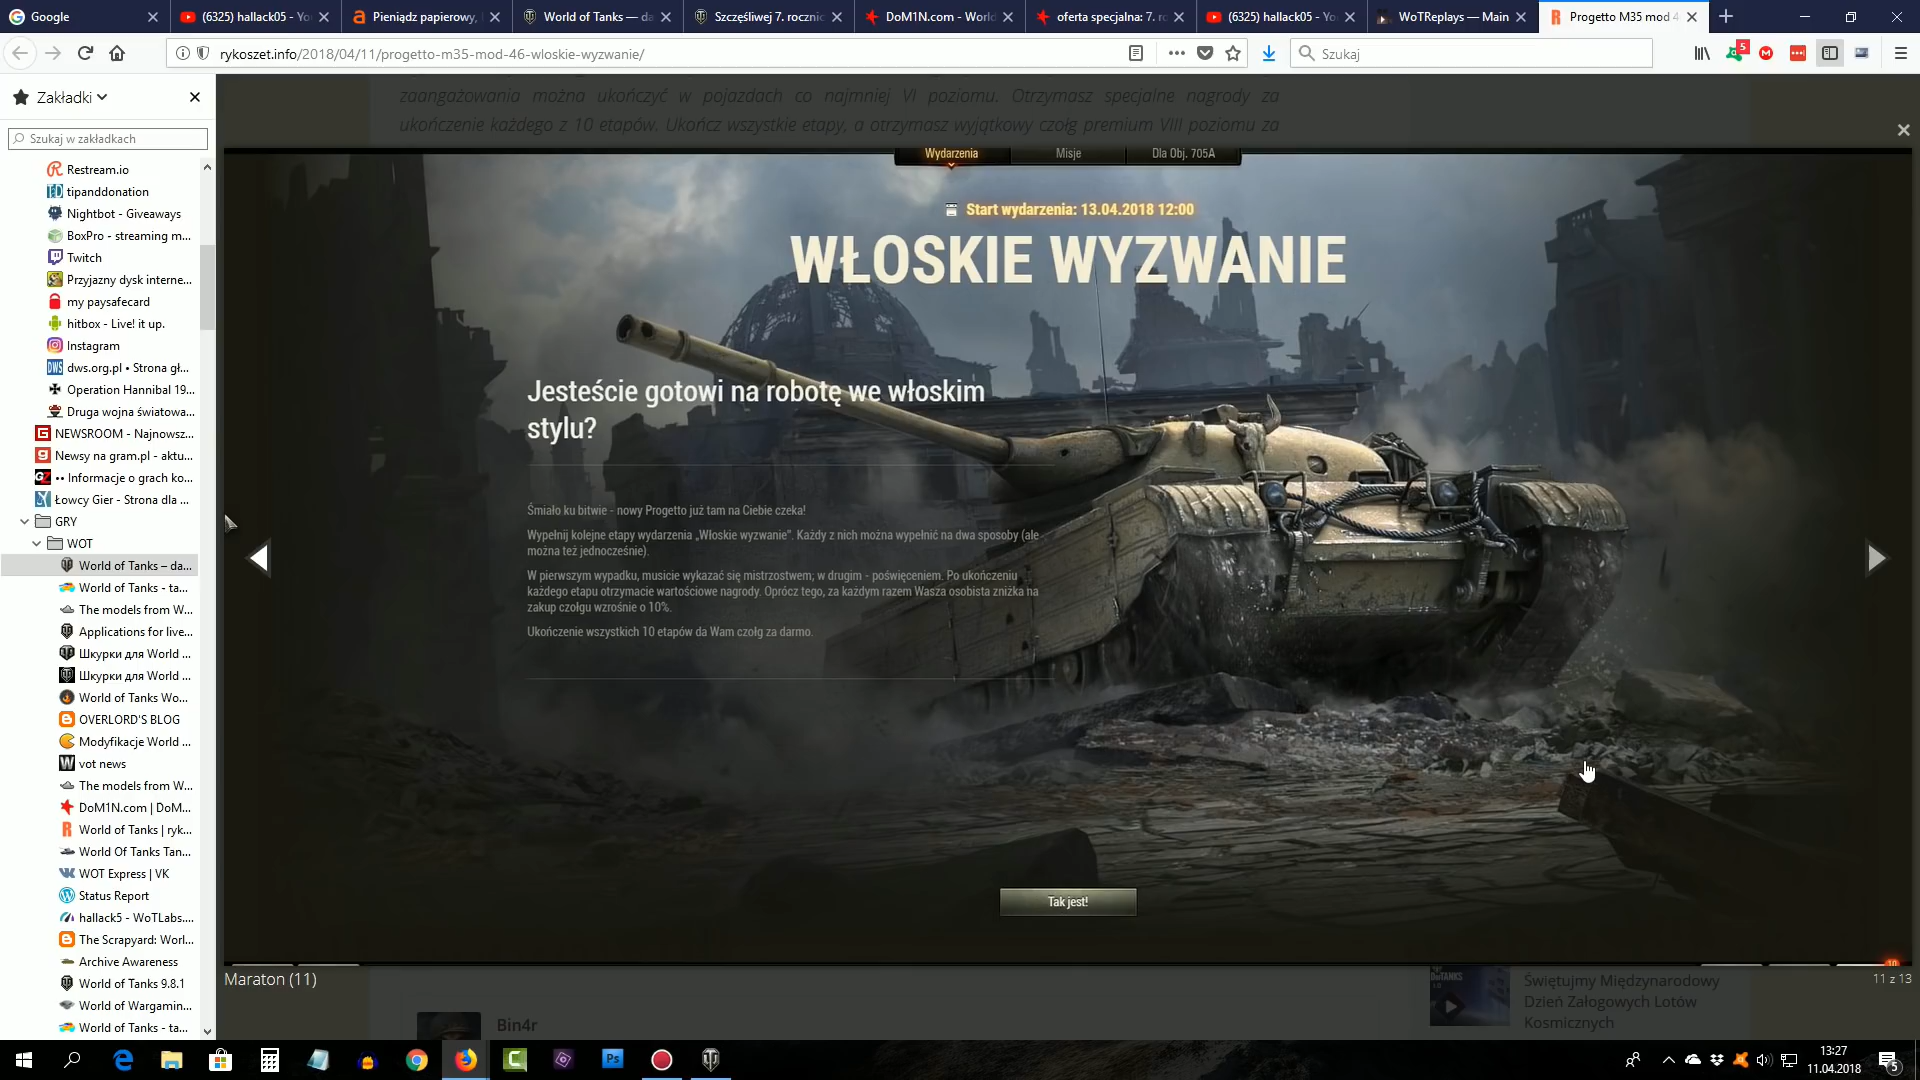 Google
(6325) hallack05 - Yo
Pieniądz papierowy,
World of Tanks — da
Szczęśliwej 7. rocznic
DoM1N.com - World
oferta specjalna: 7. ro
(6325) hallack05 - Yo
WoTReplays — Main
Progetto M35 mod 4
rykoszet.info/2018/04/11/progetto-m35-mod-46-wloskie-wyzwanie/
Szukaj
5
Zakładki
Szukaj w zakładkach
Restream.io
tipanddonation
Nightbot - Giveaways
BoxPro - streaming m...
Twitch
Przyjazny dysk interne...
my paysafecard
hitbox - Live! it up.
Instagram
dws.org.pl • Strona gł...
Operation Hannibal 19...
Druga wojna światowa...
NEWSROOM - Najnowsz...
Newsy na gram.pl - aktu...
•• Informacje o grach ko...
Łowcy Gier - Strona dla ...
GRY
WOT
World of Tanks – da...
World of Tanks - ta...
The models from W...
Applications for live...
Шкурки для World ...
Шкурки для World ...
World of Tanks Wo...
OVERLORD'S BLOG
Modyfikacje World ...
vot news
The models from W...
DoM1N.com | DoM...
World of Tanks | ryk...
World Of Tanks Tan...
WOT Express | VK
Status Report
hallack5 - WoTLabs....
The Scrapyard: Worl...
Archive Awareness
World of Tanks 9.8.1
World of Wargamin...
World of Tanks - ta...
zaangażowania można ukończyć w pojazdach co najmniej VI poziomu. Otrzymasz specjalne nagrody za
ukończenie każdego z 10 etapów. Ukończ wszystkie etapy, a otrzymasz wyjątkowy czołg premium VIII poziomu za
Wydarzenia
Misje
Dla Obj. 705A
Start wydarzenia: 13.04.2018 12:00
WŁOSKIE WYZWANIE
Jesteście gotowi na robotę we włoskim
stylu?
Śmiało ku bitwie - nowy Progetto już tam na Ciebie czeka!
Wypełnij kolejne etapy wydarzenia „Włoskie wyzwanie". Każdy z nich można wypełnić na dwa sposoby (ale
można też jednocześnie).
W pierwszym wypadku, musicie wykazać się mistrzostwem; w drugim - poświęceniem. Po ukończeniu
każdego etapu otrzymacie wartościowe nagrody. Oprócz tego, za każdym razem Wasza osobista zniżka na
zakup czołgu wzrośnie o 10%.
Ukończenie wszystkich 10 etapów da Wam czołg za darmo.
Tak jest!
10
Maraton (11)
11 z 13
Bin4r
Świętujmy Międzynarodowy
Dzień Załogowych Lotów
Kosmicznych
Ps
13:27
11.04.2018
5